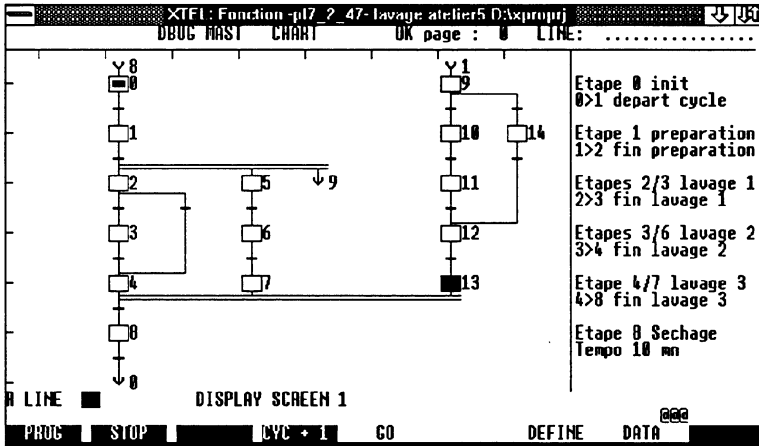 XTEL: Fonction -pl7_2_47- lavage atelier5 D:\xproprj
DBUG MAST CHART OK page : 0 LINE: ................
8
0
1
2
3
4
8
0
5
6
7
9
1
9
10
11
12
13
14
Etape 0 init
0>1 depart cycle
Etape 1 preparation
1>2 fin preparation
Etapes 2/3 lavage 1
2>3 fin lavage 1
Etapes 3/6 lavage 2
3>4 fin lavage 2
Etape 4/7 lavage 3
4>8 fin lavage 3
Etape 8 Sechage
Tempo 10 mn
R LINE DISPLAY SCREEN 1
@@@
PROG STOP CYC + 1 GO DEFINE DATA